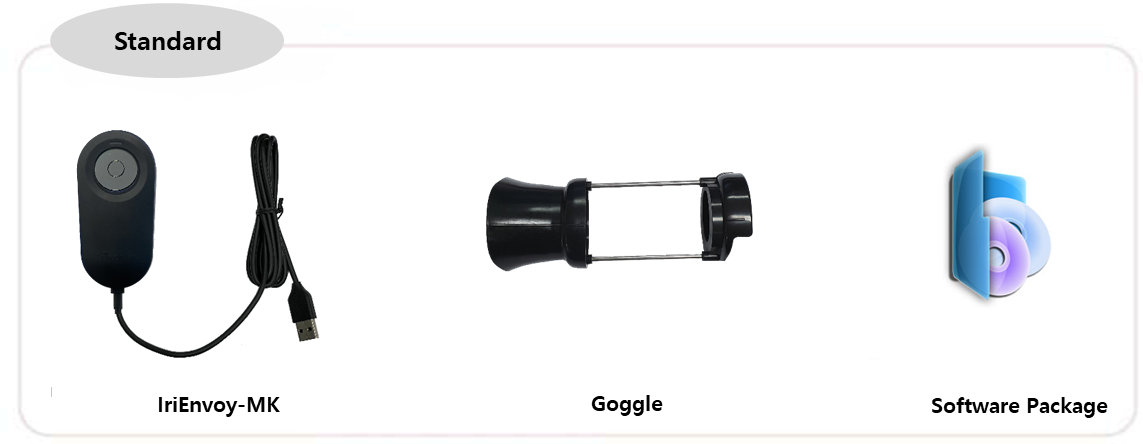 Standard
IriEnvoy-MK
Goggle
Software Package